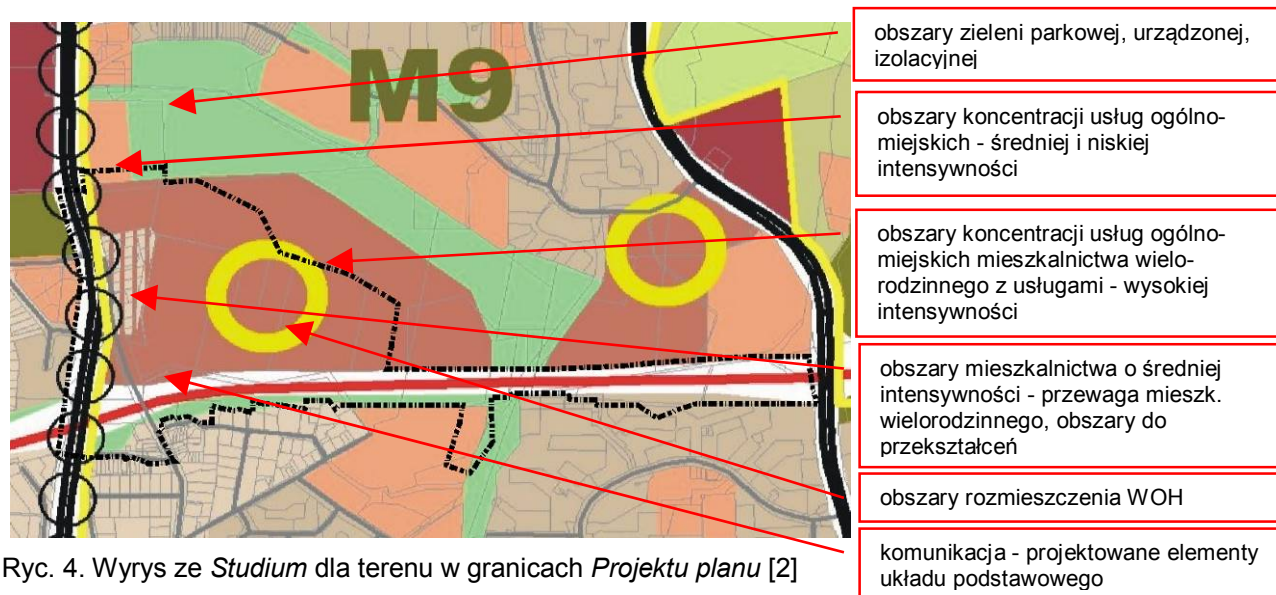 M9
obszary zieleni parkowej, urządzonej,
izolacyjnej
obszary koncentracji usług ogólno-
miejskich - średniej i niskiej
intensywności
obszary koncentracji usług ogólno-
miejskich mieszkalnictwa wielo-
rodzinnego z usługami - wysokiej
intensywności
obszary mieszkalnictwa o średniej
intensywności - przewaga mieszk.
wielorodzinnego, obszary do
przekształceń
obszary rozmieszczenia WOH
komunikacja - projektowane elementy
układu podstawowego
Ryc. 4. Wyrys ze Studium dla terenu w granicach Projektu planu [2]